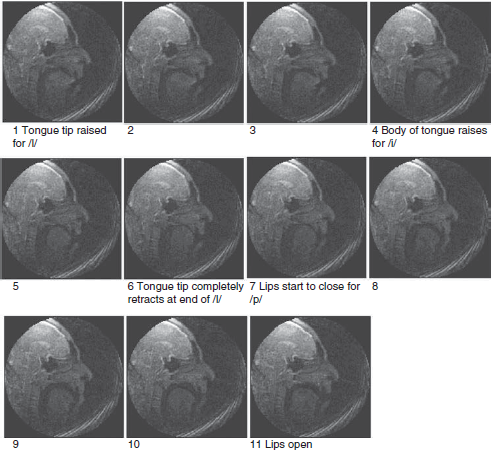 1 Tongue tip raised
for /l/
2
3
4 Body of tongue raises
for /i/
5
6 Tongue tip completely
retracts at end of /l/
7 Lips start to close for
/p/
8
9
10
11 Lips open